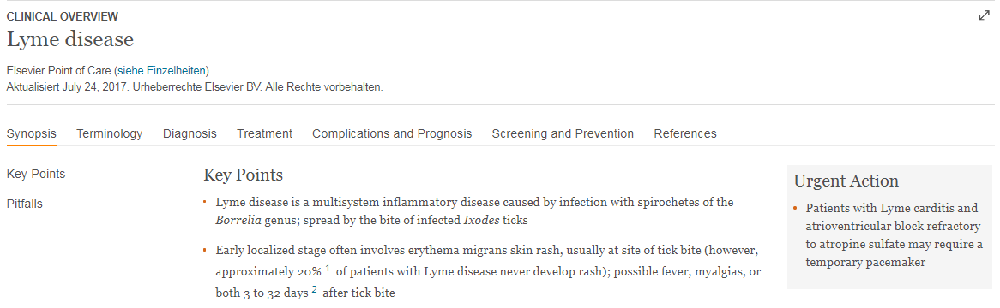 CLINICAL OVERVIEW
Lyme disease
Elsevier Point of Care (siehe Einzelheiten)
Aktualisiert July 24, 2017. Urheberrechte Elsevier BV. Alle Rechte vorbehalten.
Synopsis Terminology Diagnosis Treatment Complications and Prognosis Screening and Prevention References
Key Points
Pitfalls
Key Points
• Lyme disease is a multisystem inflammatory disease caused by infection with spirochetes of the
Borrelia genus; spread by the bite of infected Ixodes ticks
• Early localized stage often involves erythema migrans skin rash, usually at site of tick bite (however,
approximately 20% 1 of patients with Lyme disease never develop rash); possible fever, myalgias, or
both 3 to 32 days 2 after tick bite
Urgent Action
• Patients with Lyme carditis and
atrioventricular block refractory
to atropine sulfate may require a
temporary pacemaker